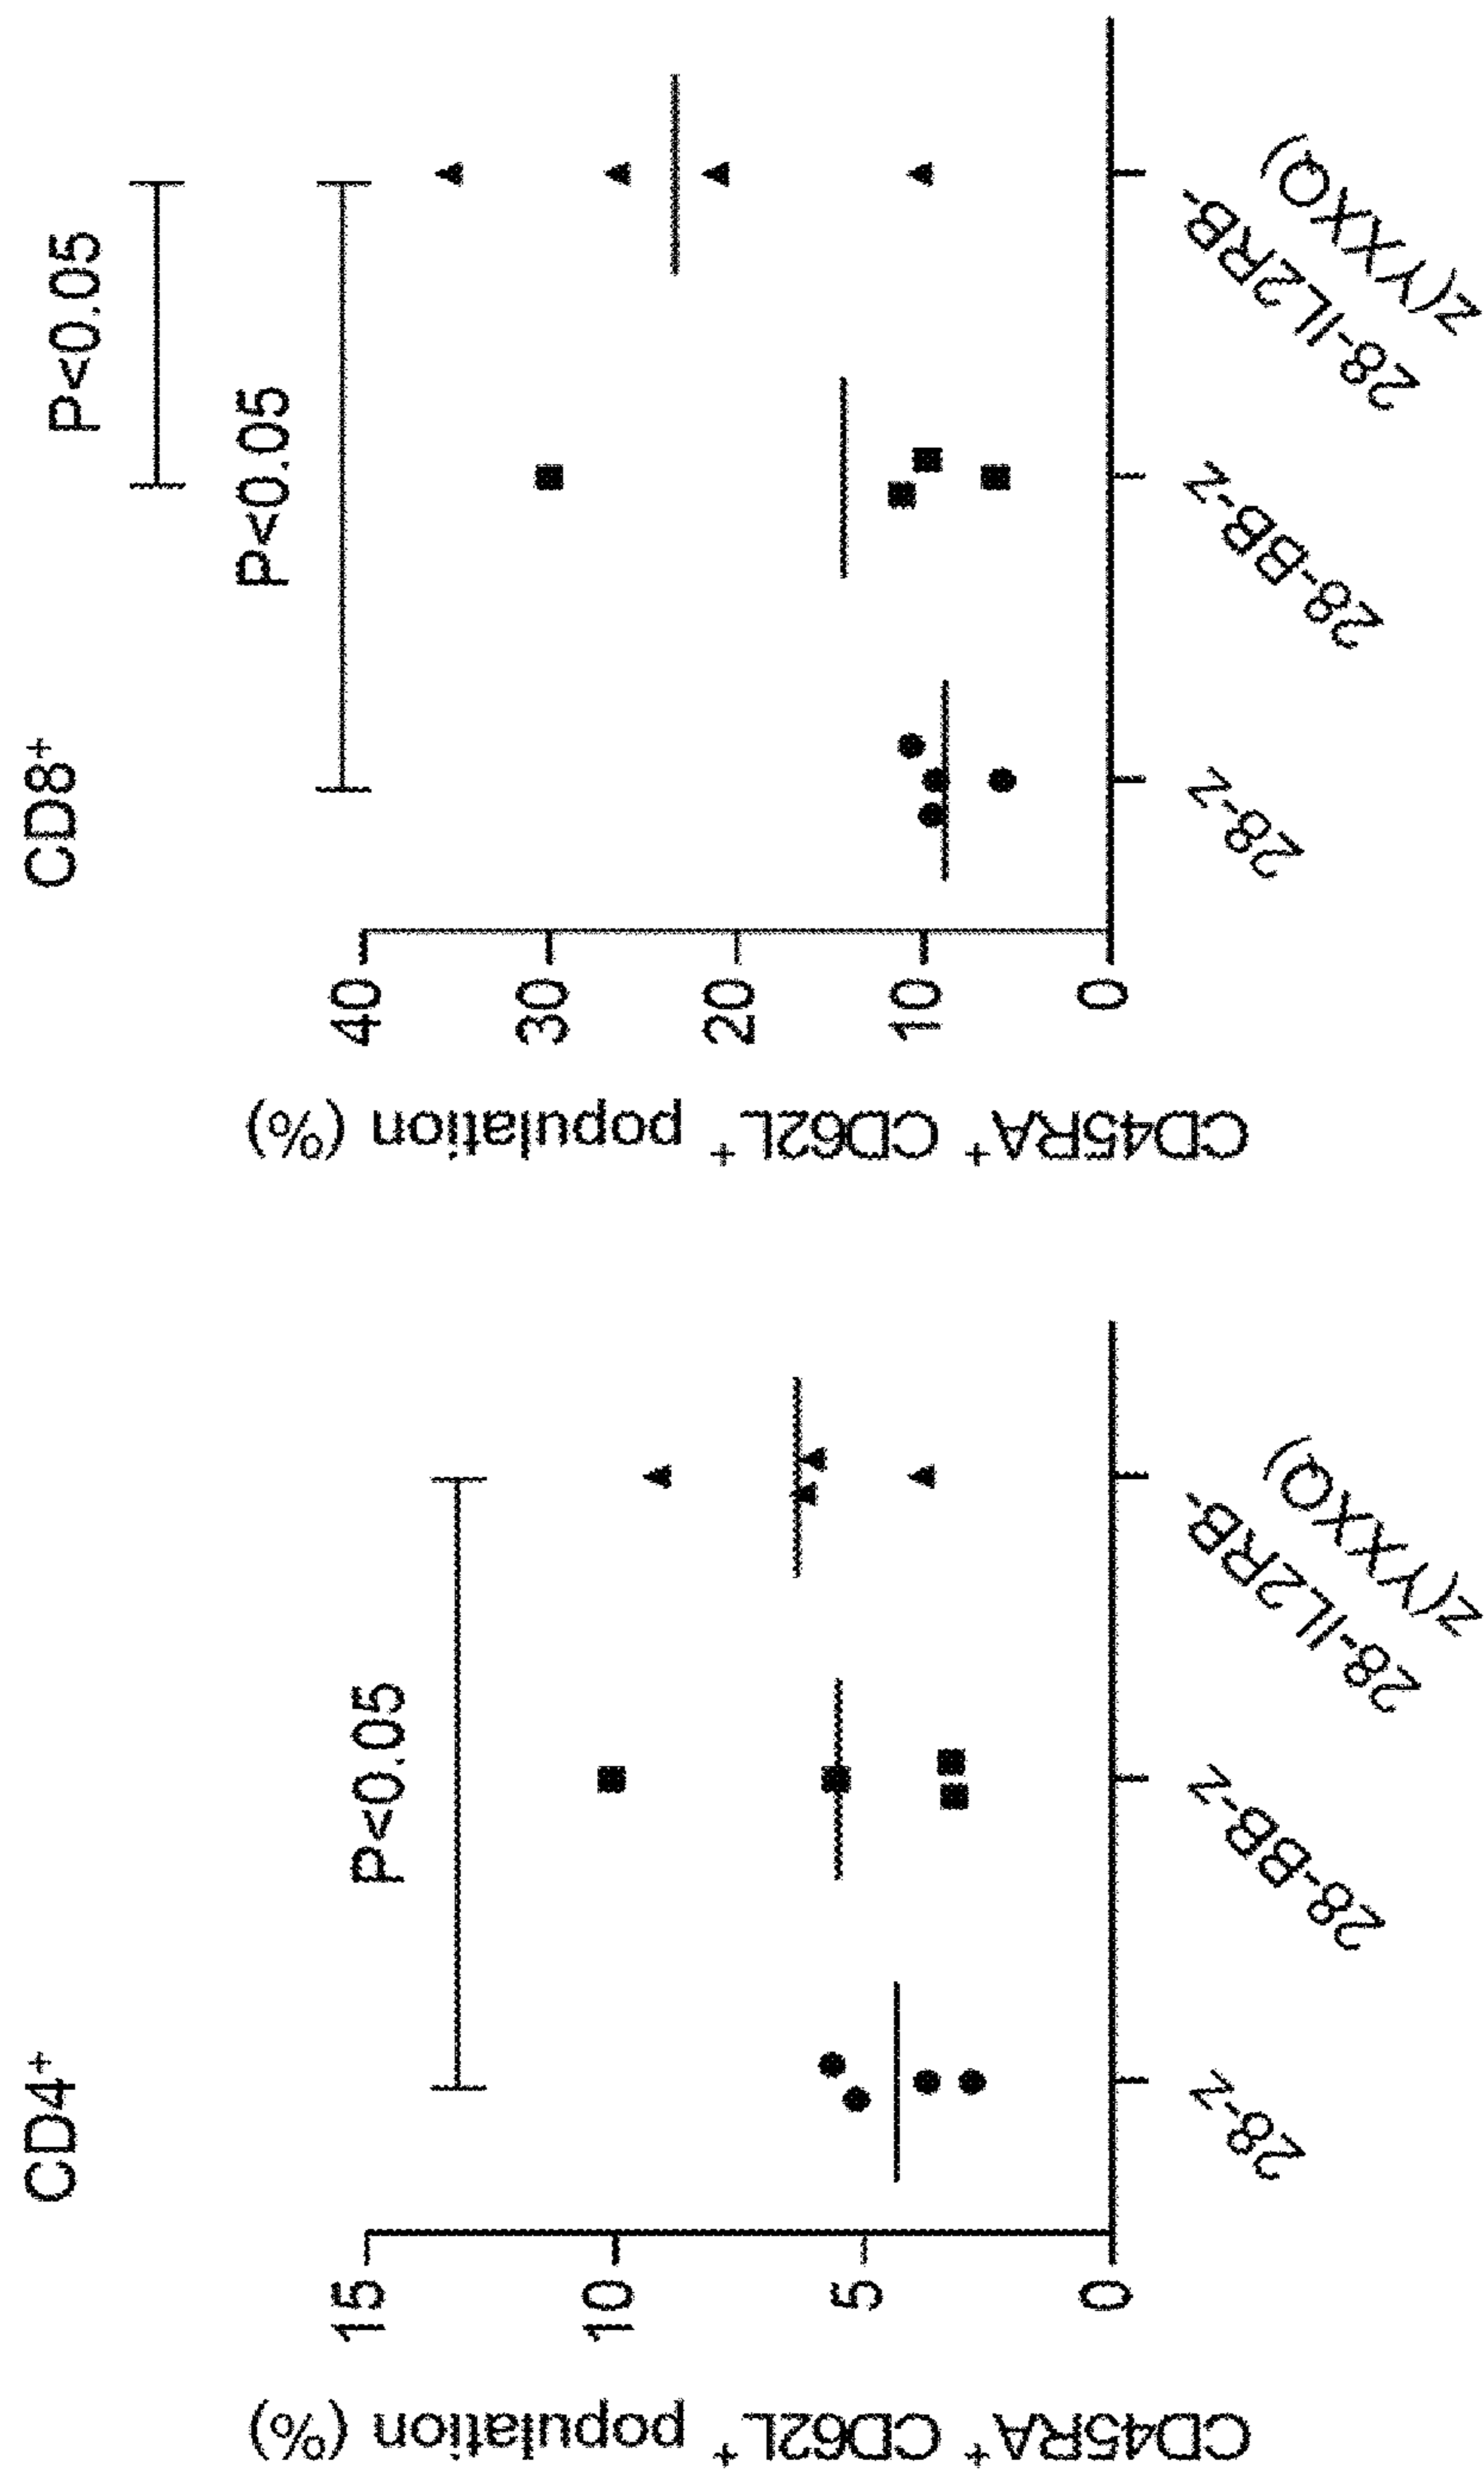 CD4⁺
CD45RA⁺ CD62L⁺ population (%)
15
10
5
0
P<0.05
28-z
28-BB-z
28-IL2RB-
z(YXXQ)
CD8⁺
CD45RA⁺ CD62L⁺ population (%)
40
30
20
10
0
P<0.05
P<0.05
28-z
28-BB-z
28-IL2RB-
z(YXXQ)